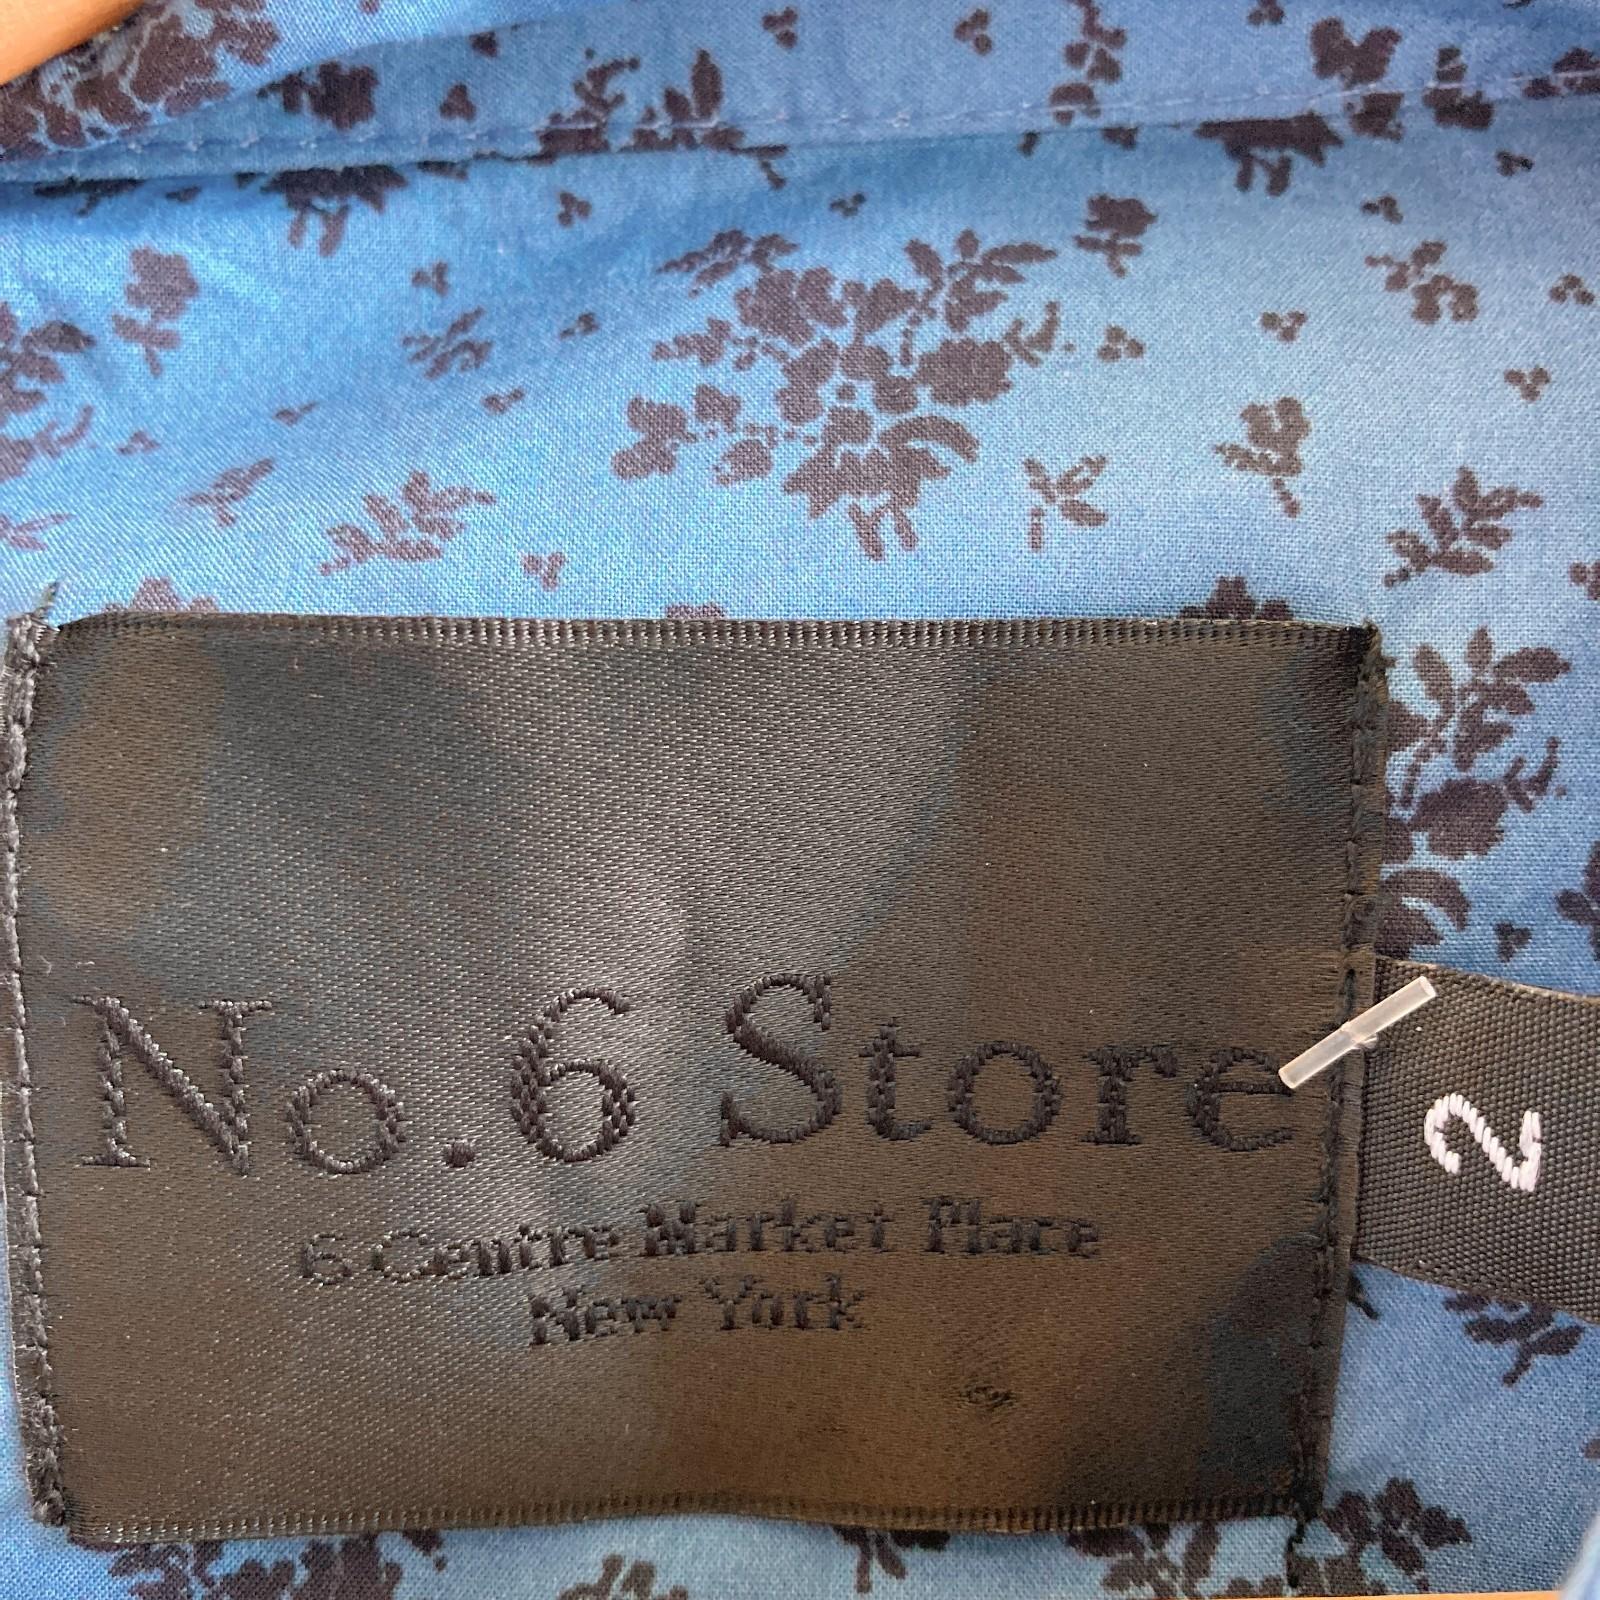 No.6 Store
6 Centre Market Place
New York
2